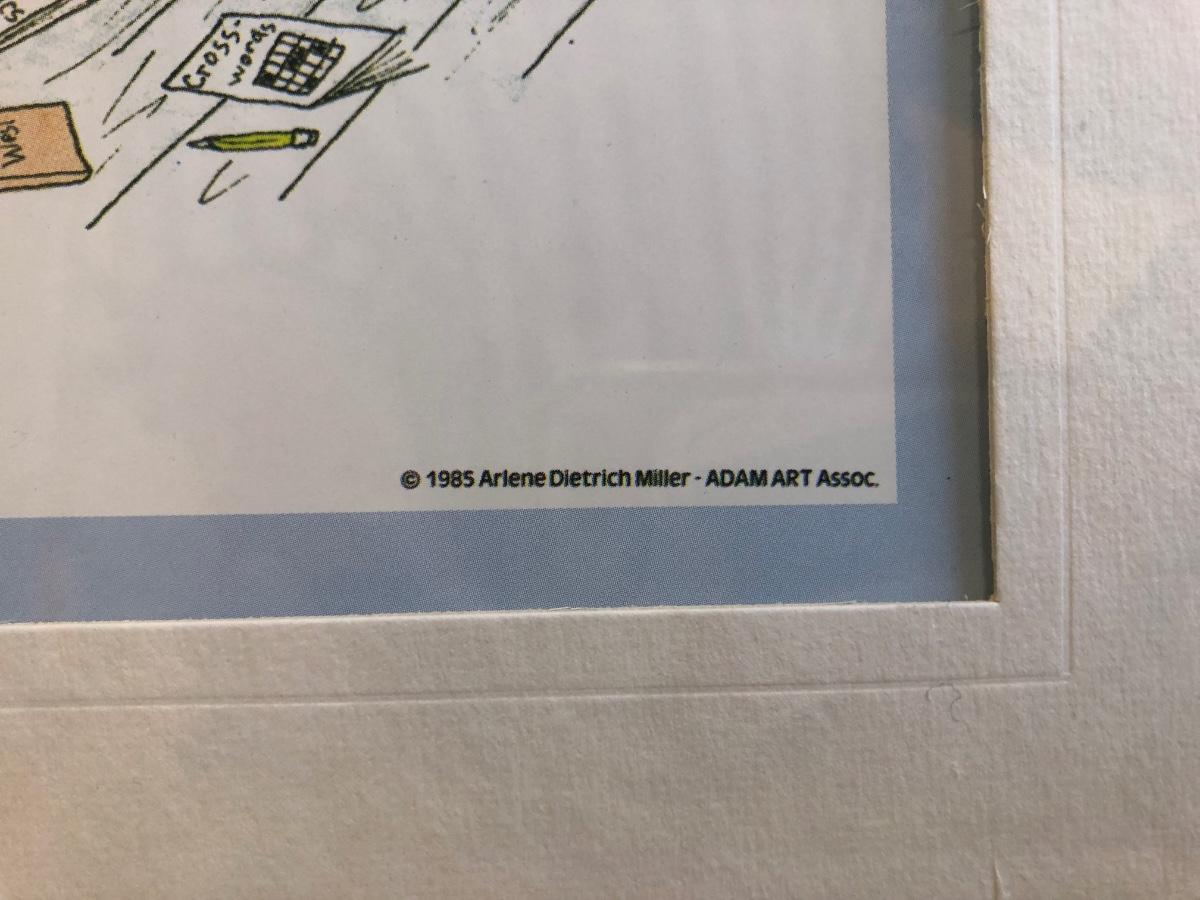 Cross-
words
© 1985 Arlene Dietrich Miller - ADAM ART Assoc.